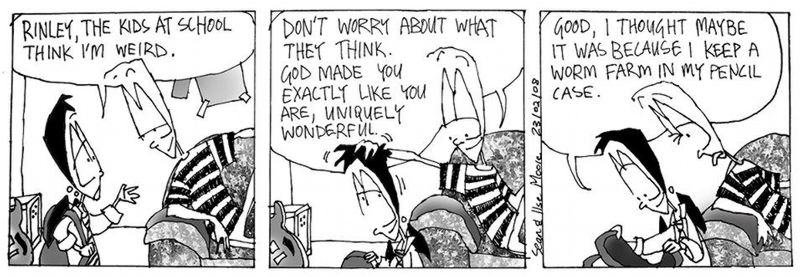 RINLEY, THE KIDS AT SCHOOL
THINK I'M WEIRD.
DON'T WORRY ABOUT WHAT
THEY THINK.
GOD MADE YOU
EXACTLY LIKE YOU
ARE, UNIQUELY
WONDERFUL.
GOOD, I THOUGHT MAYBE
IT WAS BECAUSE I KEEP A
WORM FARM IN MY PENCIL
CASE.
Moore 23/02/08